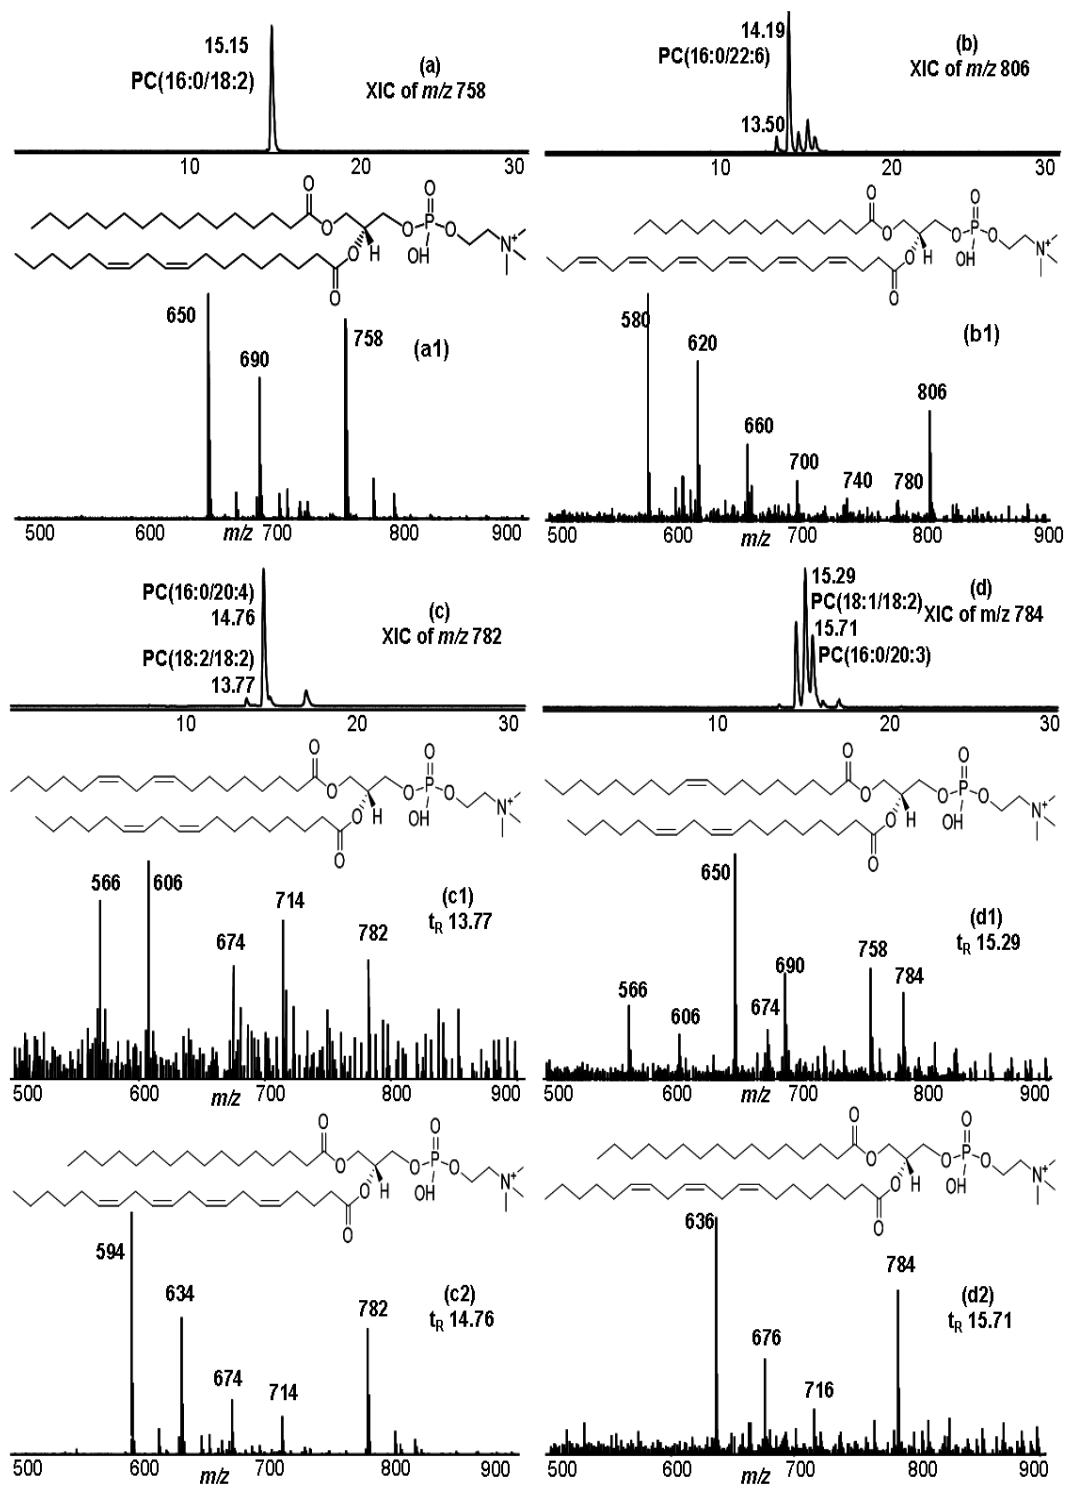 15.15
PC(16:0/18:2)
(a)
XIC of m/z 758
10
20
30
14.19
PC(16:0/22:6)
13.50
(b)
XIC of m/z 806
10
20
30
O
O
O
O
P
O
OH
N+
H
O
O
O
O
O
P
O
OH
N+
H
O
O
650
690
758
(a1)
500
600
m/z
700
800
900
580
620
660
700
740
780
806
(b1)
500
600
m/z
700
800
900
PC(16:0/20:4)
14.76
PC(18:2/18:2)
13.77
(c)
XIC of m/z 782
10
20
30
15.29
PC(18:1/18:2)
15.71
PC(16:0/20:3)
(d)
XIC of m/z 784
10
20
30
O
O
O
O
P
O
OH
N+
H
O
O
O
O
O
O
P
O
OH
N+
H
O
O
566
606
674
714
782
(c1)
tR 13.77
500
600
m/z
700
800
900
650
566
606
674
690
758
784
(d1)
tR 15.29
500
600
m/z
700
800
900
O
O
O
O
P
O
OH
N+
H
O
O
O
O
O
O
P
O
OH
N+
H
O
O
594
634
674
714
782
(c2)
tR 14.76
500
600
m/z
700
800
900
636
676
716
784
(d2)
tR 15.71
500
600
m/z
700
800
900